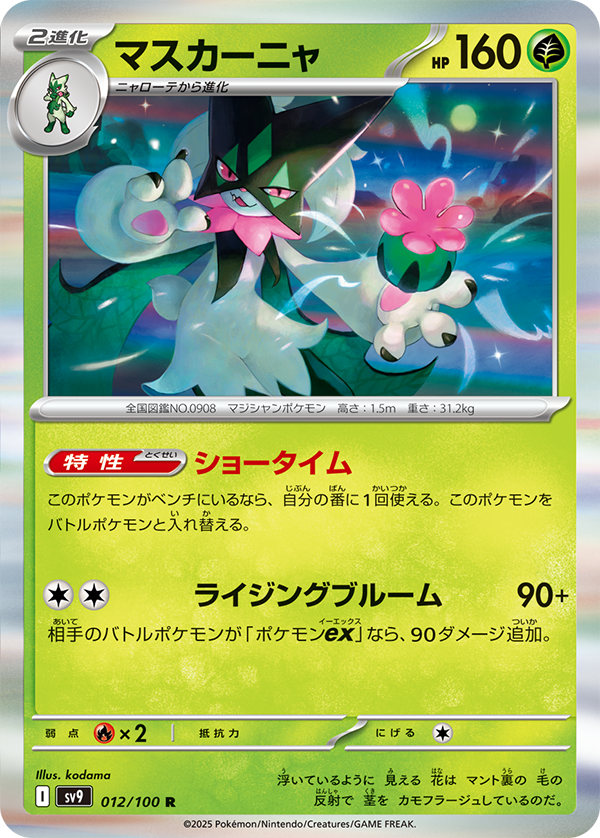 2進化
マスカーニャ
HP 160
ニャローテから進化
全国図鑑NO.0908 マジシャンポケモン 高さ：1.5m 重さ：31.2kg
特性 とくせい ショータイム
このポケモンがベンチにいるなら、自分の番に1回使える。このポケモンを
バトルポケモンと入れ替える。
ライジングブルーム 90+
相手のバトルポケモンが「ポケモンex」なら、90ダメージ追加。
弱点 ×2 抵抗力 にげる
Illus. kodama
浮いているように 見える 花は マント裏の 毛の
反射で 茎を カモフラージュしている。
I sv9 012/100 R
©2025 Pokémon/Nintendo/Creatures/GAME FREAK.